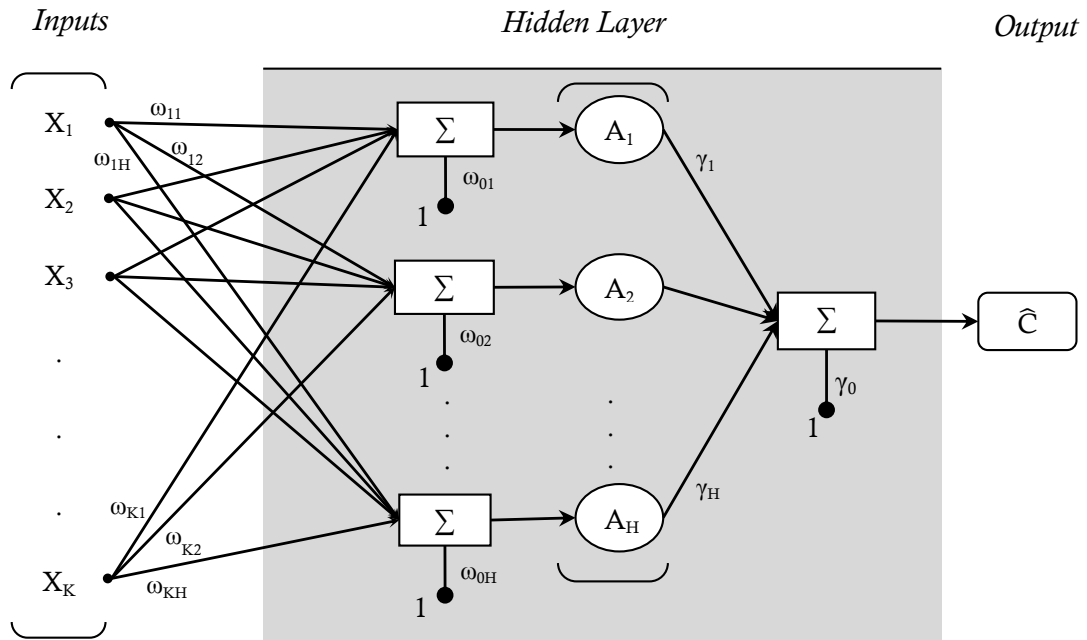 Inputs
Hidden Layer
Output
X₁
ω₁₁
Σ
A₁
ω₁H
ω₁₂
γ₁
ω₀₁
1
X₂
X₃
Σ
A₂
Σ
Ĉ
ω₀₂
1
.
.
.
γ₀
1
.
.
.
.
.
.
γH
ωK₁
Σ
AH
ωK₂
XK
ωKH
ω₀H
1